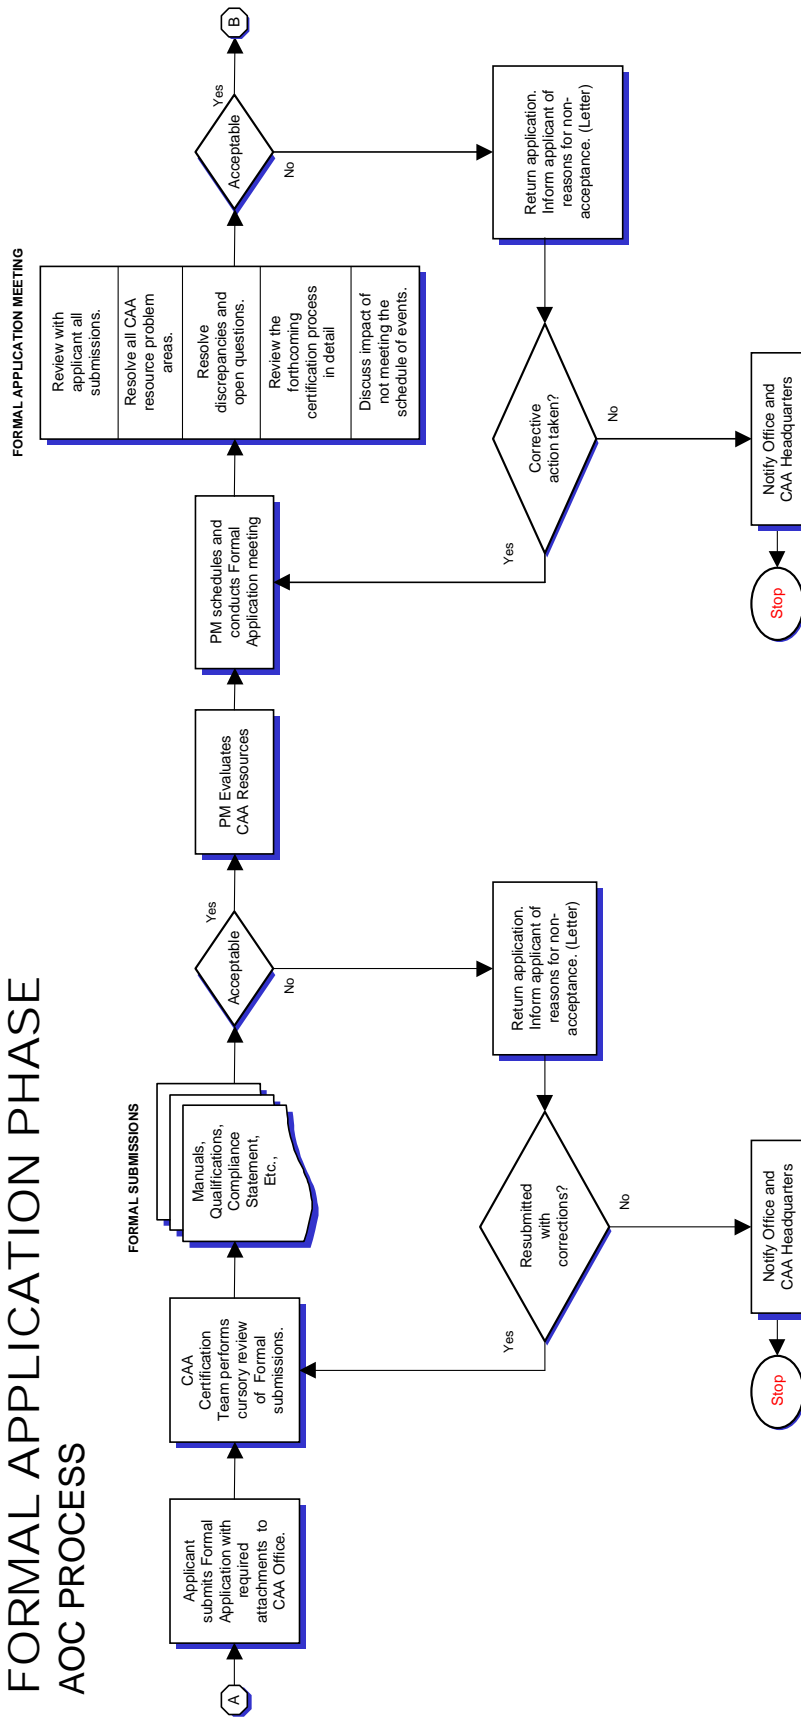 FORMAL APPLICATION PHASE
AOC PROCESS
A
Applicant
submits Formal
Application with
required
attachments to
CAA Office.
CAA
Certification
Team performs
cursory review
of Formal
submissions.
FORMAL SUBMISSIONS
Manuals,
Qualifications,
Compliance
Statement,
Etc.,
Acceptable
Yes
No
PM Evaluates
CAA Resources
PM schedules and
conducts Formal
Application meeting
FORMAL APPLICATION MEETING
Review with
applicant all
submissions.
Resolve all CAA
resource problem
areas.
Resolve
discrepancies and
open questions.
Review the
forthcoming
certification process
in detail
Discuss impact of
not meeting the
schedule of events.
Acceptable
Yes
No
B
Yes
Resubmitted
with
corrections?
No
Return application.
Inform applicant of
reasons for non-
acceptance. (Letter)
Yes
Corrective
action taken?
No
Return application.
Inform applicant of
reasons for non-
acceptance. (Letter)
Stop
Notify Office and
CAA Headquarters
Stop
Notify Office and
CAA Headquarters